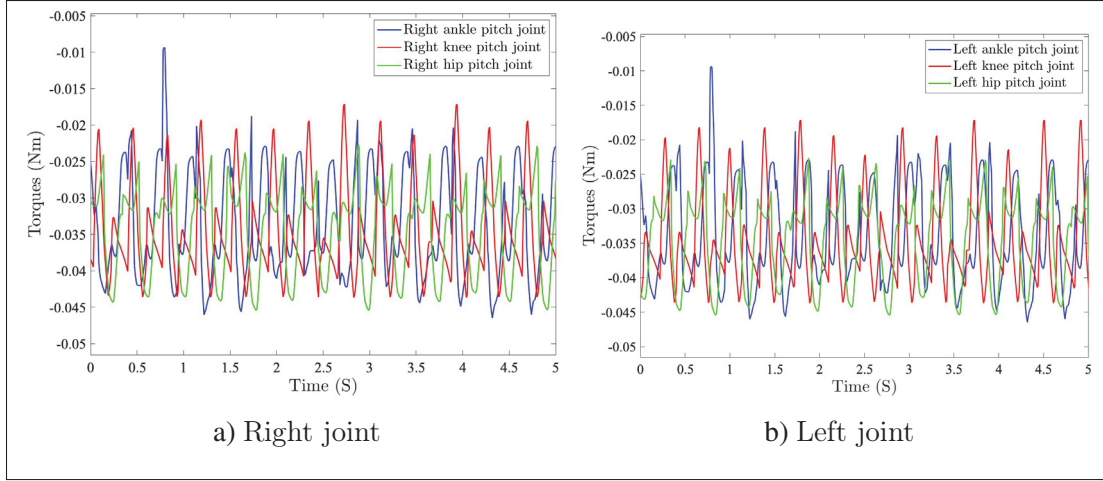 -0.005
-0.01
-0.015
-0.02
-0.025
-0.03
-0.035
-0.04
-0.045
-0.05
Torques (Nm)
Right ankle pitch joint
Right knee pitch joint
Right hip pitch joint
0 0.5 1 1.5 2 2.5 3 3.5 4 4.5 5
Time (S)
a) Right joint
-0.005
-0.01
-0.015
-0.02
-0.025
-0.03
-0.035
-0.04
-0.045
-0.05
Torques (Nm)
Left ankle pitch joint
Left knee pitch joint
Left hip pitch joint
0 0.5 1 1.5 2 2.5 3 3.5 4 4.5 5
Time (S)
b) Left joint